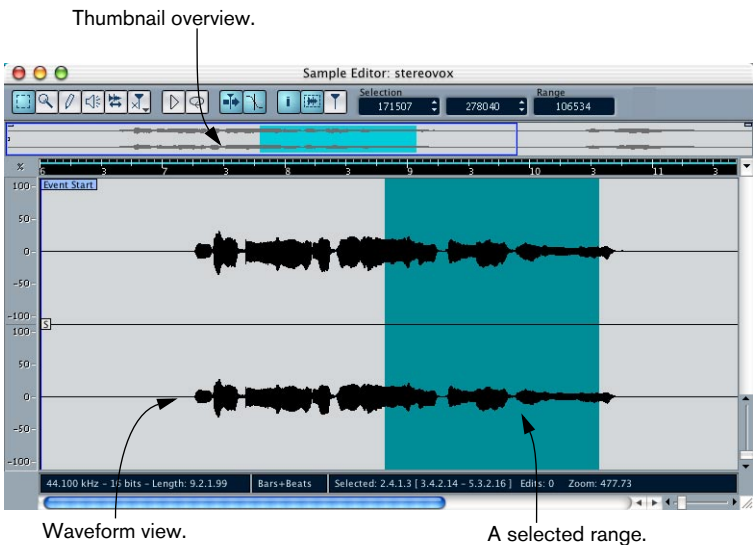 Thumbnail overview.
Sample Editor: stereovox
Selection
Range
171507 278040 106534
%
6 3 7 3 8 3 9 3 10 3 11 3
Event Start
100
50
0
-50
-100
S
100
50
0
-50
-100
44.100 kHz - 16 bits - Length: 9.2.1.99 Bars+Beats Selected: 2.4.1.3 [ 3.4.2.14 - 5.3.2.16 ] Edits: 0 Zoom: 477.73
Waveform view.
A selected range.